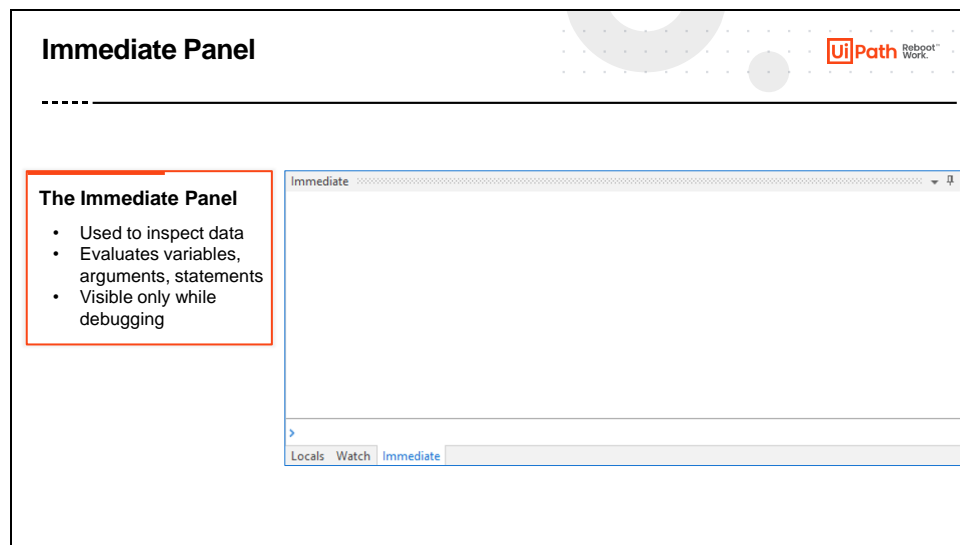 Immediate Panel
UiPath Reboot™ Work.
The Immediate Panel
• Used to inspect data
• Evaluates variables,
arguments, statements
• Visible only while
debugging
Immediate
>
Locals Watch Immediate